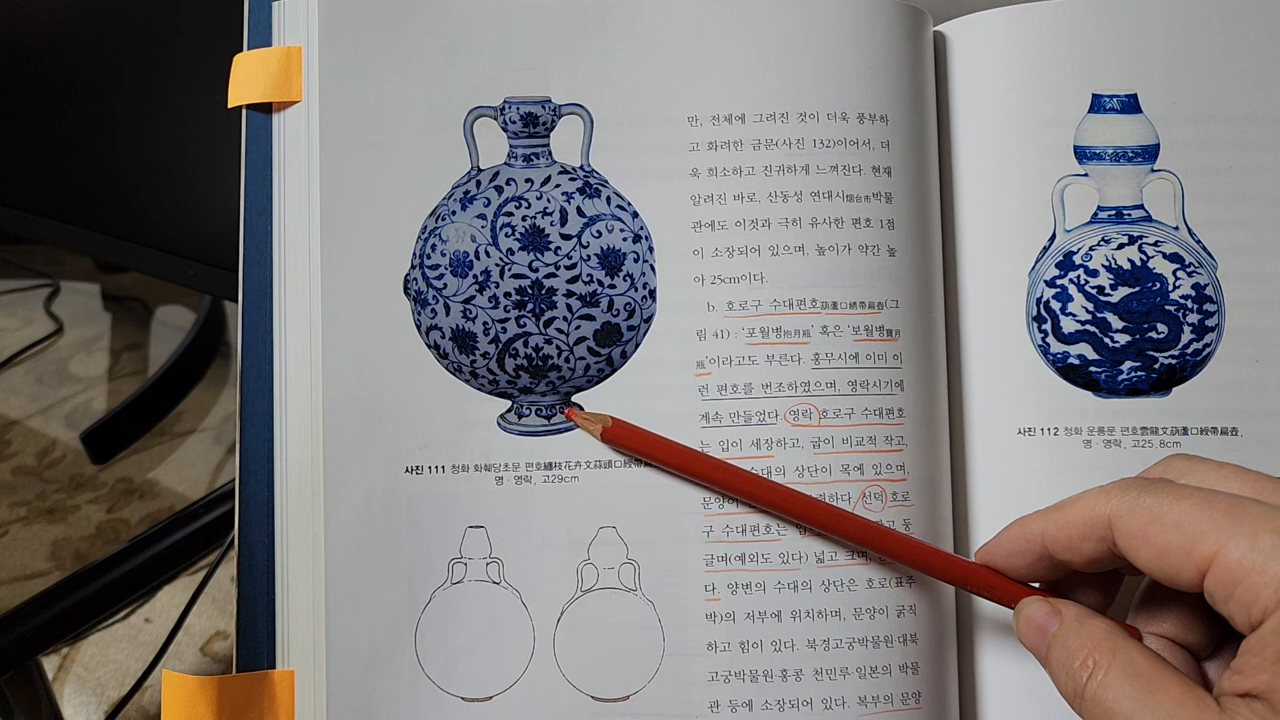 만, 전체에 그려진 것이 더욱 풍부하
고 화려한 금문(사진 132)이어서, 더
욱 희소하고 진귀하게 느껴진다. 현재
알려진 바로, 산동성 연대시烟台市박물
관에도 이것과 극히 유사한 편호 1점
이 소장되어 있으며, 높이가 약간 높
아 25cm이다.
b. 호로구 수대편호葫蘆口綉帶扁壺(그
림 41) : '포월병抱月瓶' 혹은 '보월병寶月
瓶'이라고도 부른다. 홍무시에 이미 이
런 편호를 번조하였으며, 영락시기에
계속 만들었다. 영락 호로구 수대편호
는 입이 세장하고, 굽이 비교적 작고,
수대의 상단이 목에 있으며,
문양이
선덕 호로
구 수대편호는
글며(예외도 있다) 넓고 크며,
다. 양변의 수대의 상단은 호로(표주
박)의 저부에 위치하며, 문양이 굵직
하고 힘이 있다. 북경고궁박물원·대북
고궁박물원·홍콩 천민루·일본의 박물
관 등에 소장되어 있다. 복부의 문양
사진 111 청화 화훼당초문 편호纏枝花卉文蒜頭口綬帶扁
명 · 영락, 고29cm
사진 112 청화 운룡문 편호雲龍文葫蘆口綬帶扁壺,
명 · 영락, 고25.8cm